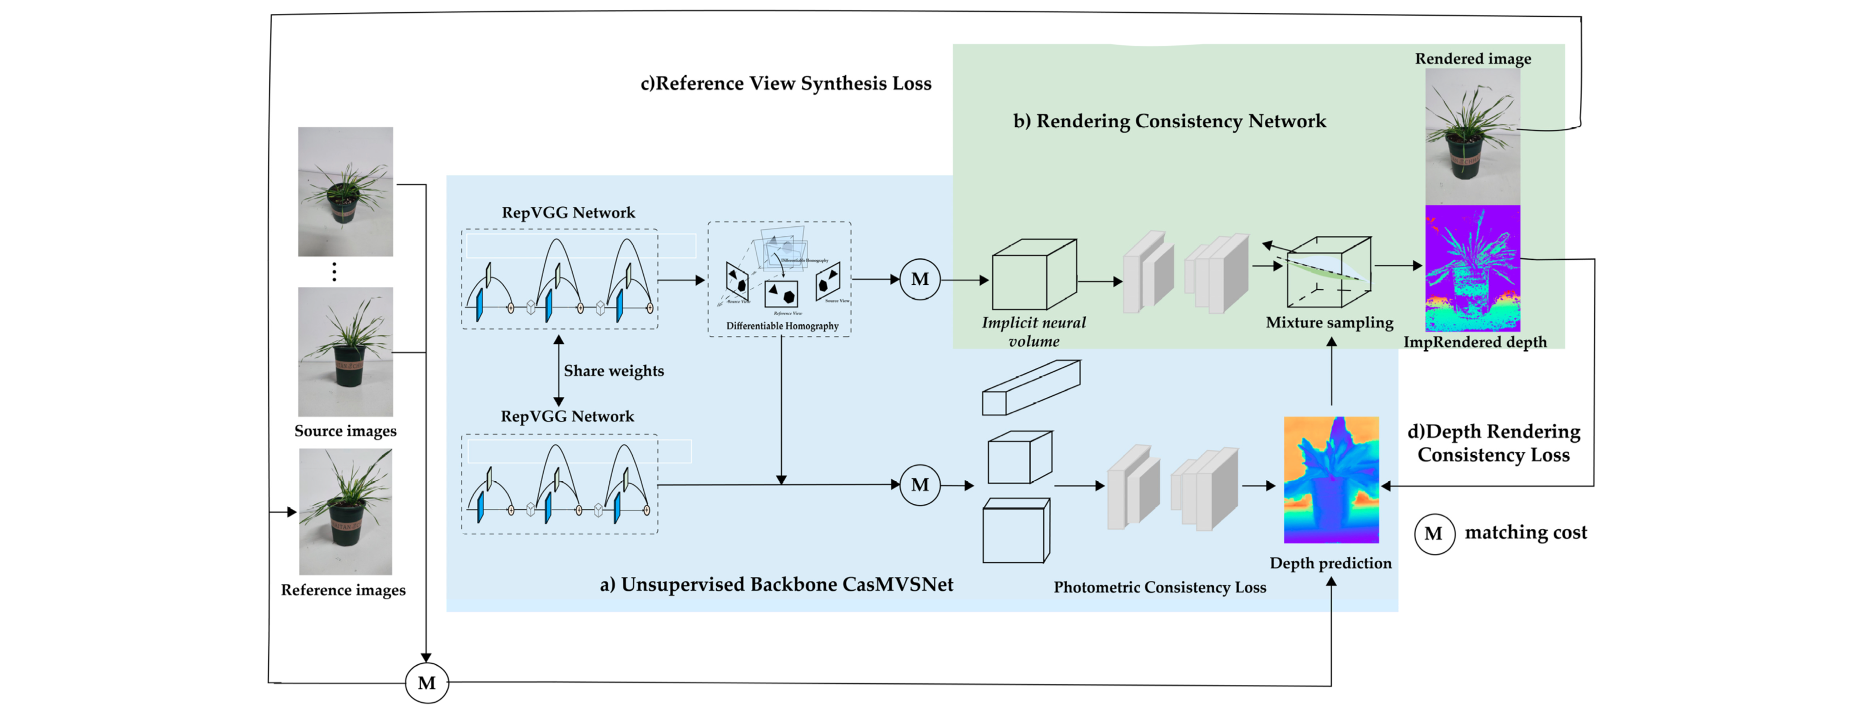 c)Reference View Synthesis Loss
Rendered image
b) Rendering Consistency Network
RepVGG Network
Differentiable Homography
Source View
Source View
Reference View
Differentiable Homography
M
Implicit neural
volume
Mixture sampling
ImpRendered depth
Share weights
RepVGG Network
Source images
M
d)Depth Rendering
Consistency Loss
M
matching cost
Depth prediction
a) Unsupervised Backbone CasMVSNet
Photometric Consistency Loss
Reference images
M